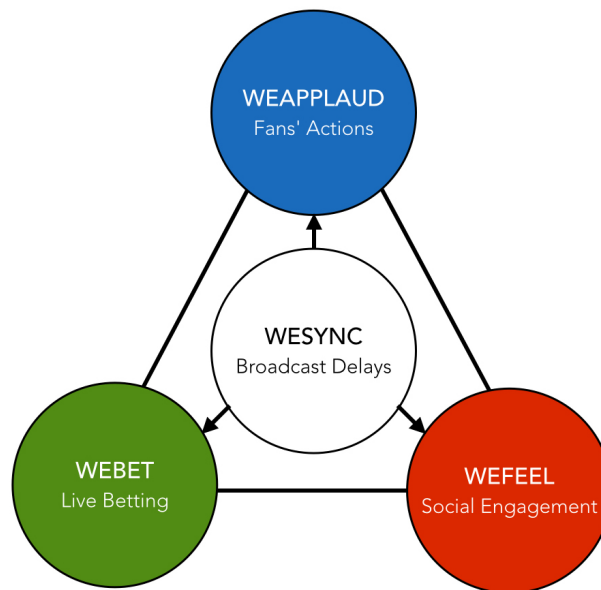 WEAPPLAUD
Fans' Actions
WESYNC
Broadcast Delays
WEBET
Live Betting
WEFEEL
Social Engagement